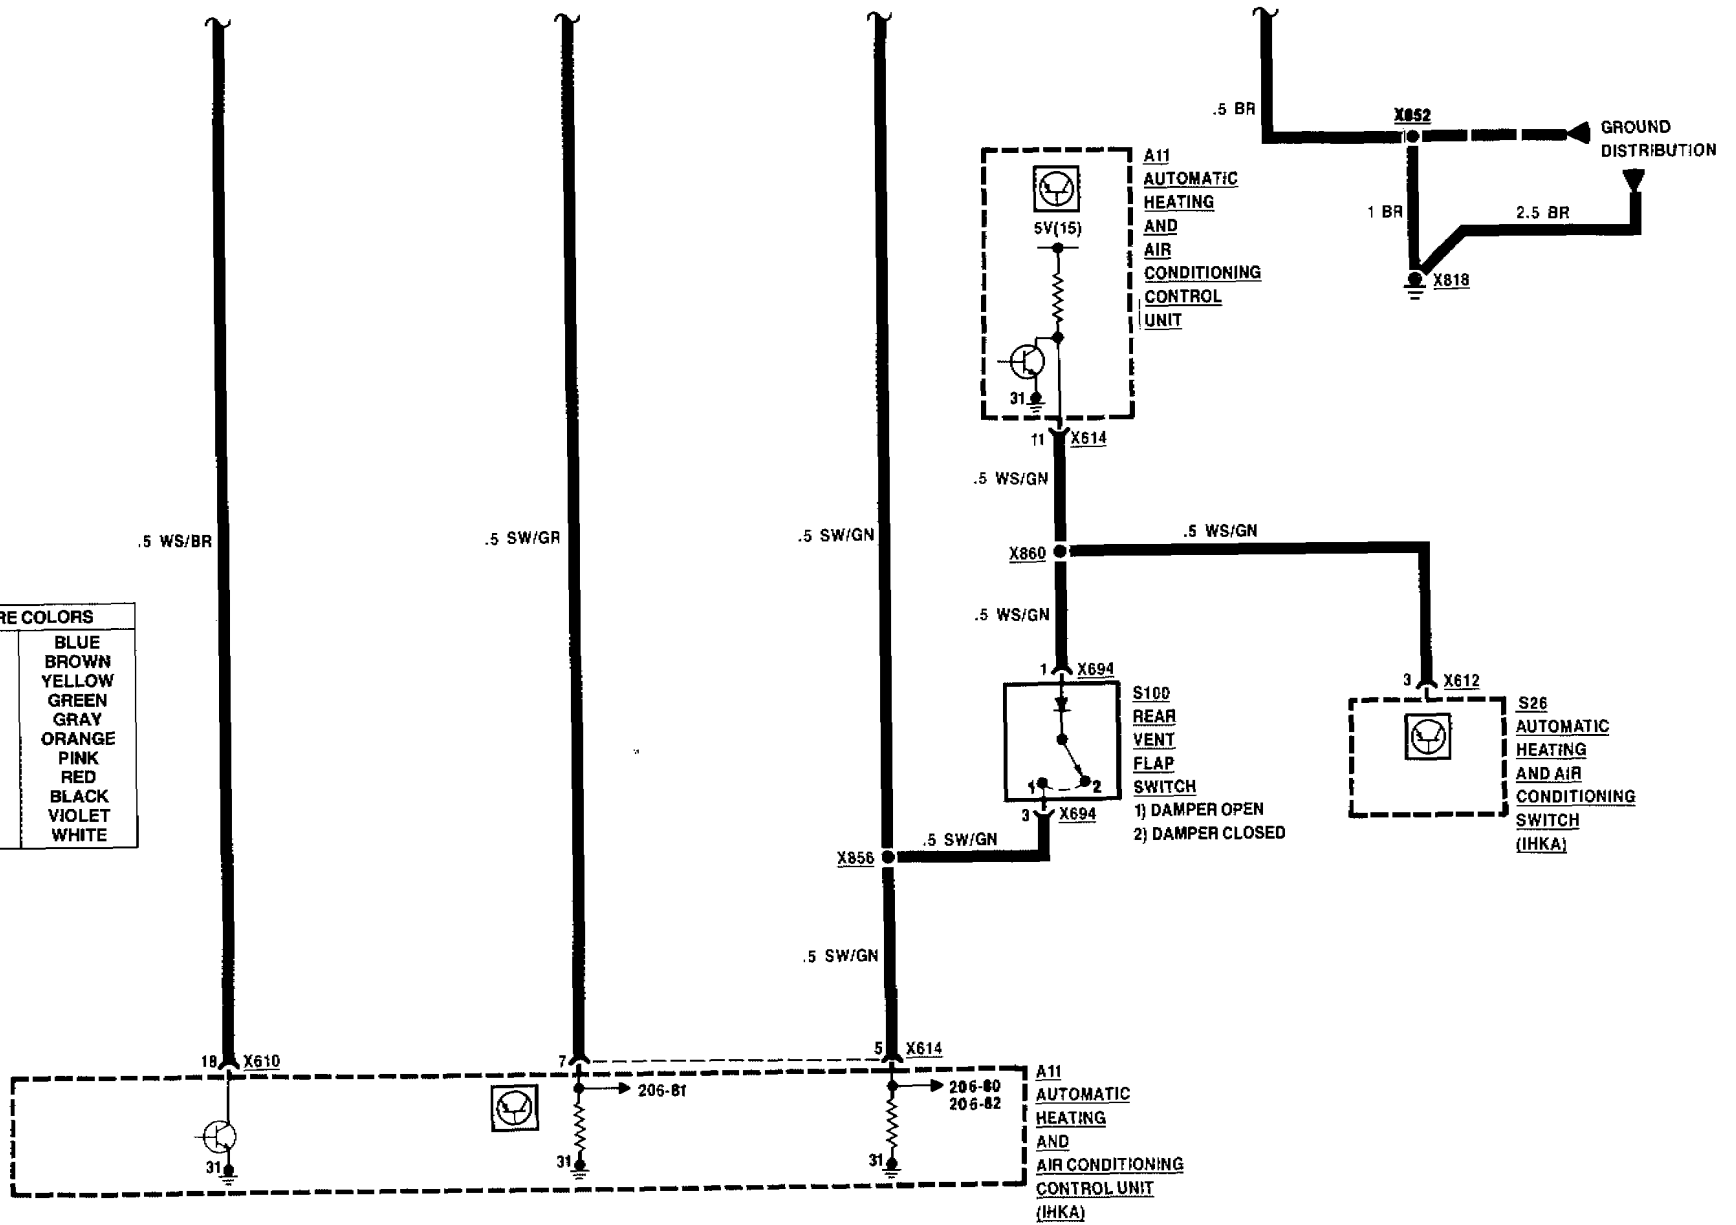 .5 BR
X852
GROUND
DISTRIBUTION
1 BR
2.5 BR
X818
A11
AUTOMATIC
HEATING
AND
AIR
CONDITIONING
CONTROL
UNIT
5V(15)
31
11 X614
.5 WS/GN
X860
.5 WS/GN
.5 WS/GN
.5 WS/BR
.5 SW/GR
.5 SW/GN
RE COLORS
BLUE
BROWN
YELLOW
GREEN
GRAY
ORANGE
PINK
RED
BLACK
VIOLET
WHITE
1 X694
S100
REAR
VENT
FLAP
SWITCH
1) DAMPER OPEN
2) DAMPER CLOSED
1 2
3 X694
3 X612
S26
AUTOMATIC
HEATING
AND AIR
CONDITIONING
SWITCH
(IHKA)
X856
.5 SW/GN
.5 SW/GN
18 X610
7
5 X614
206-81
206-80
206-82
31
31
31
A11
AUTOMATIC
HEATING
AND
AIR CONDITIONING
CONTROL UNIT
(IHKA)